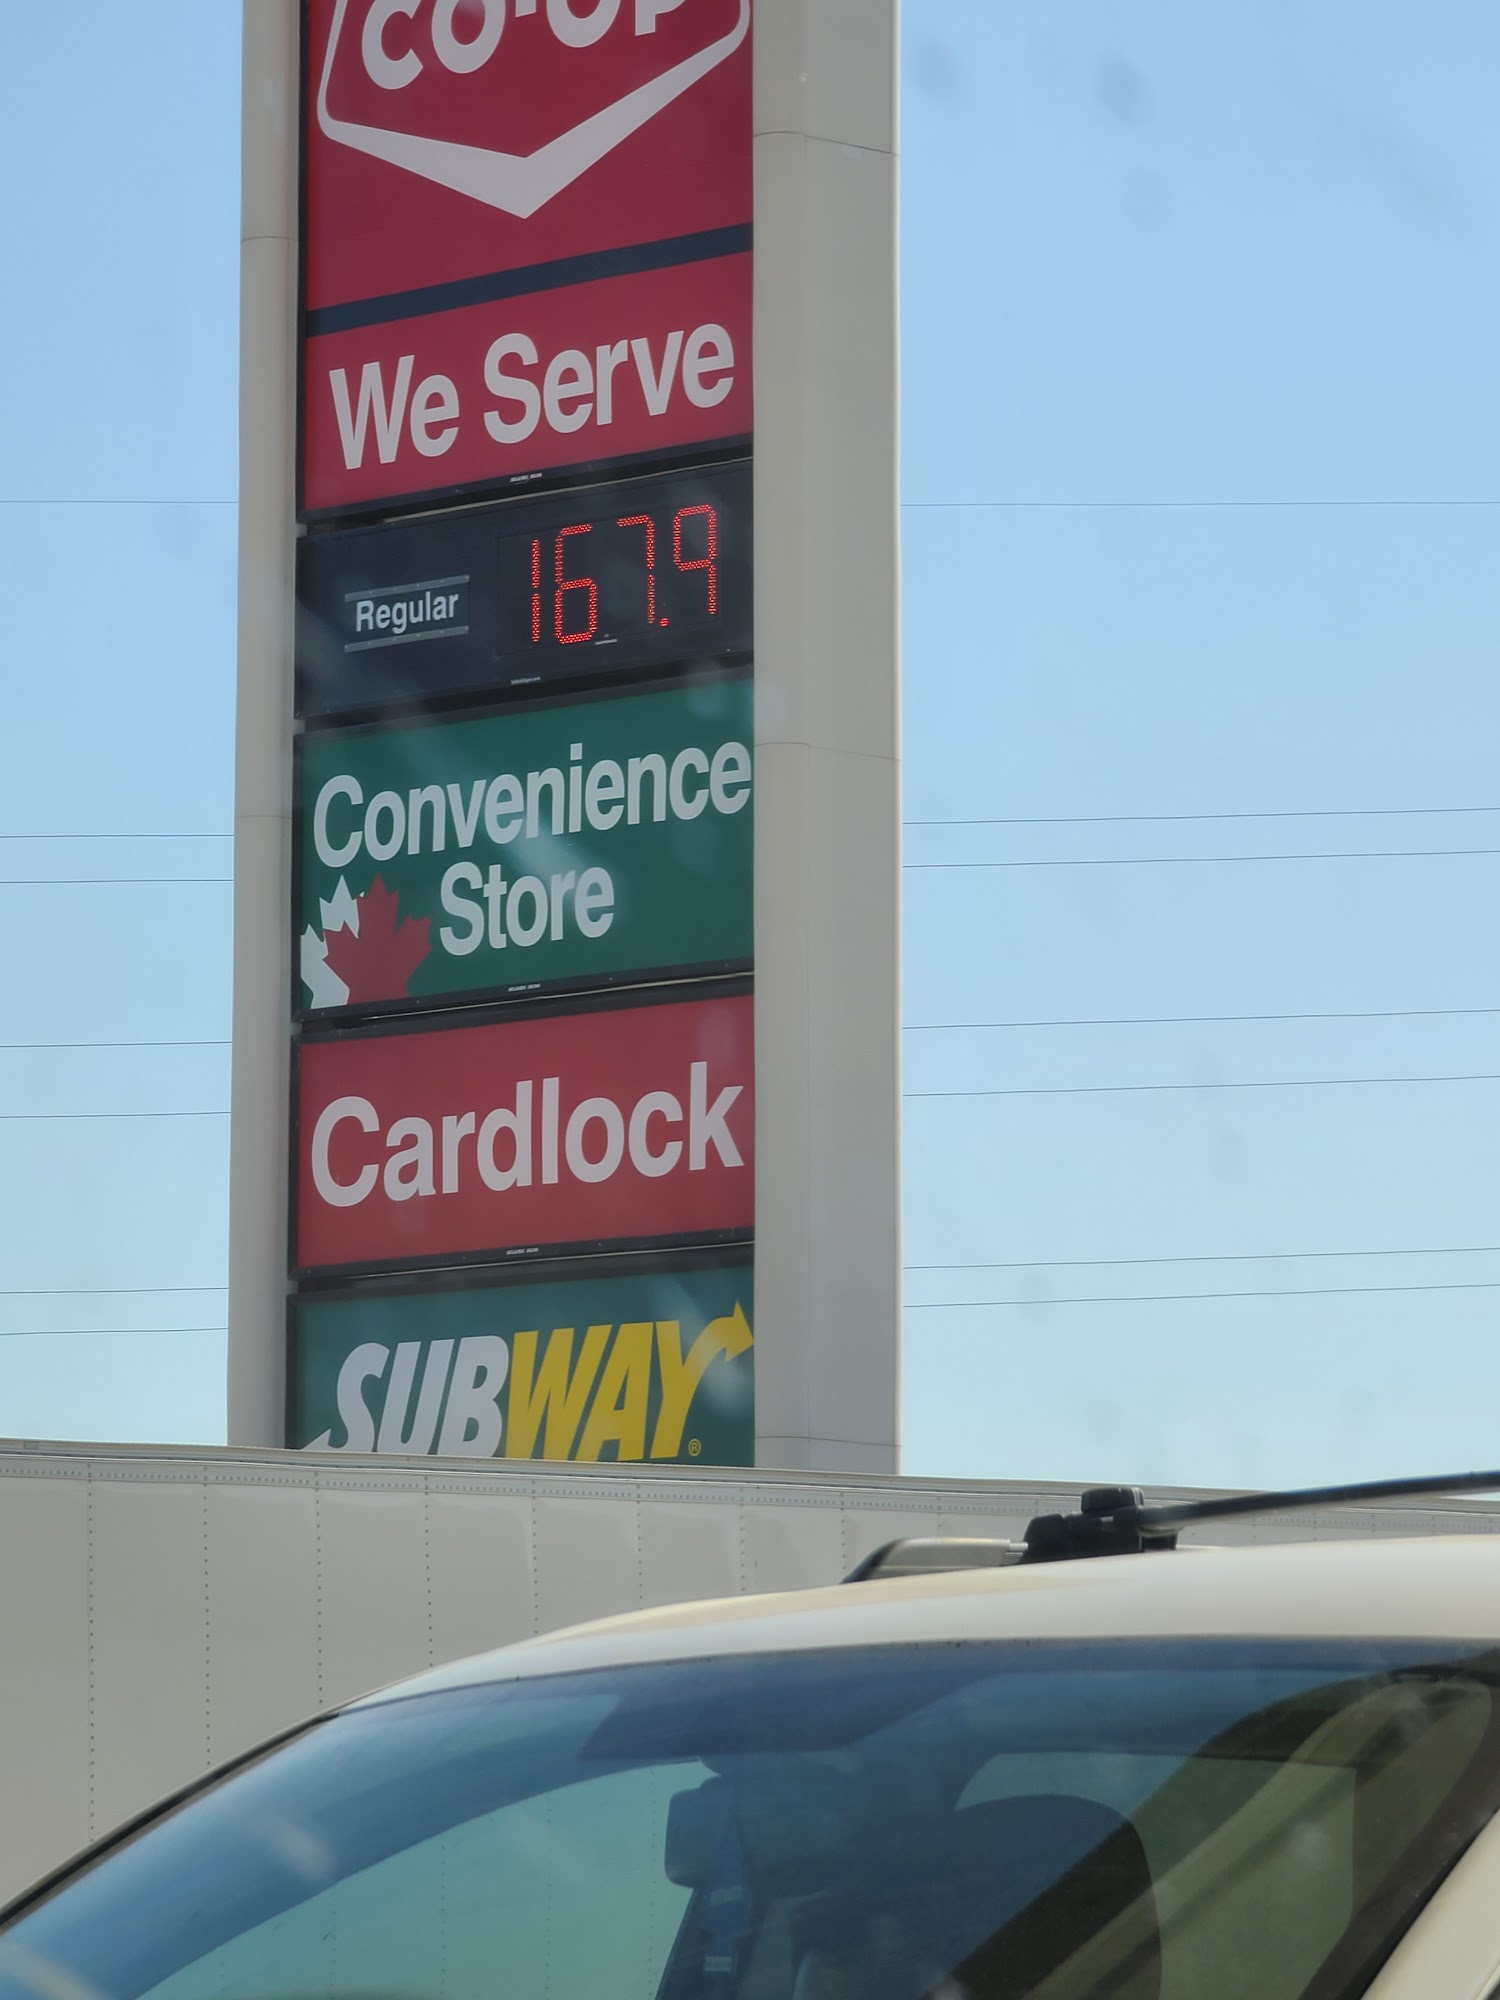 CO-OP
We Serve
Regular 167.9
Convenience
Store
Cardlock
SUBWAY®